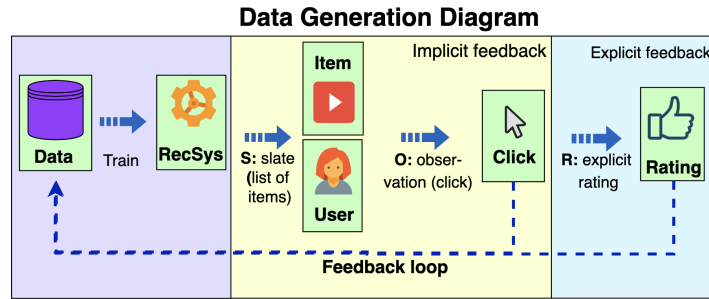 Data Generation Diagram
Implicit feedback
Explicit feedback
Item
Data
Train
RecSys
S: slate
(list of
items)
User
O: obser-
vation (click)
Click
R: explicit
rating
Rating
Feedback loop